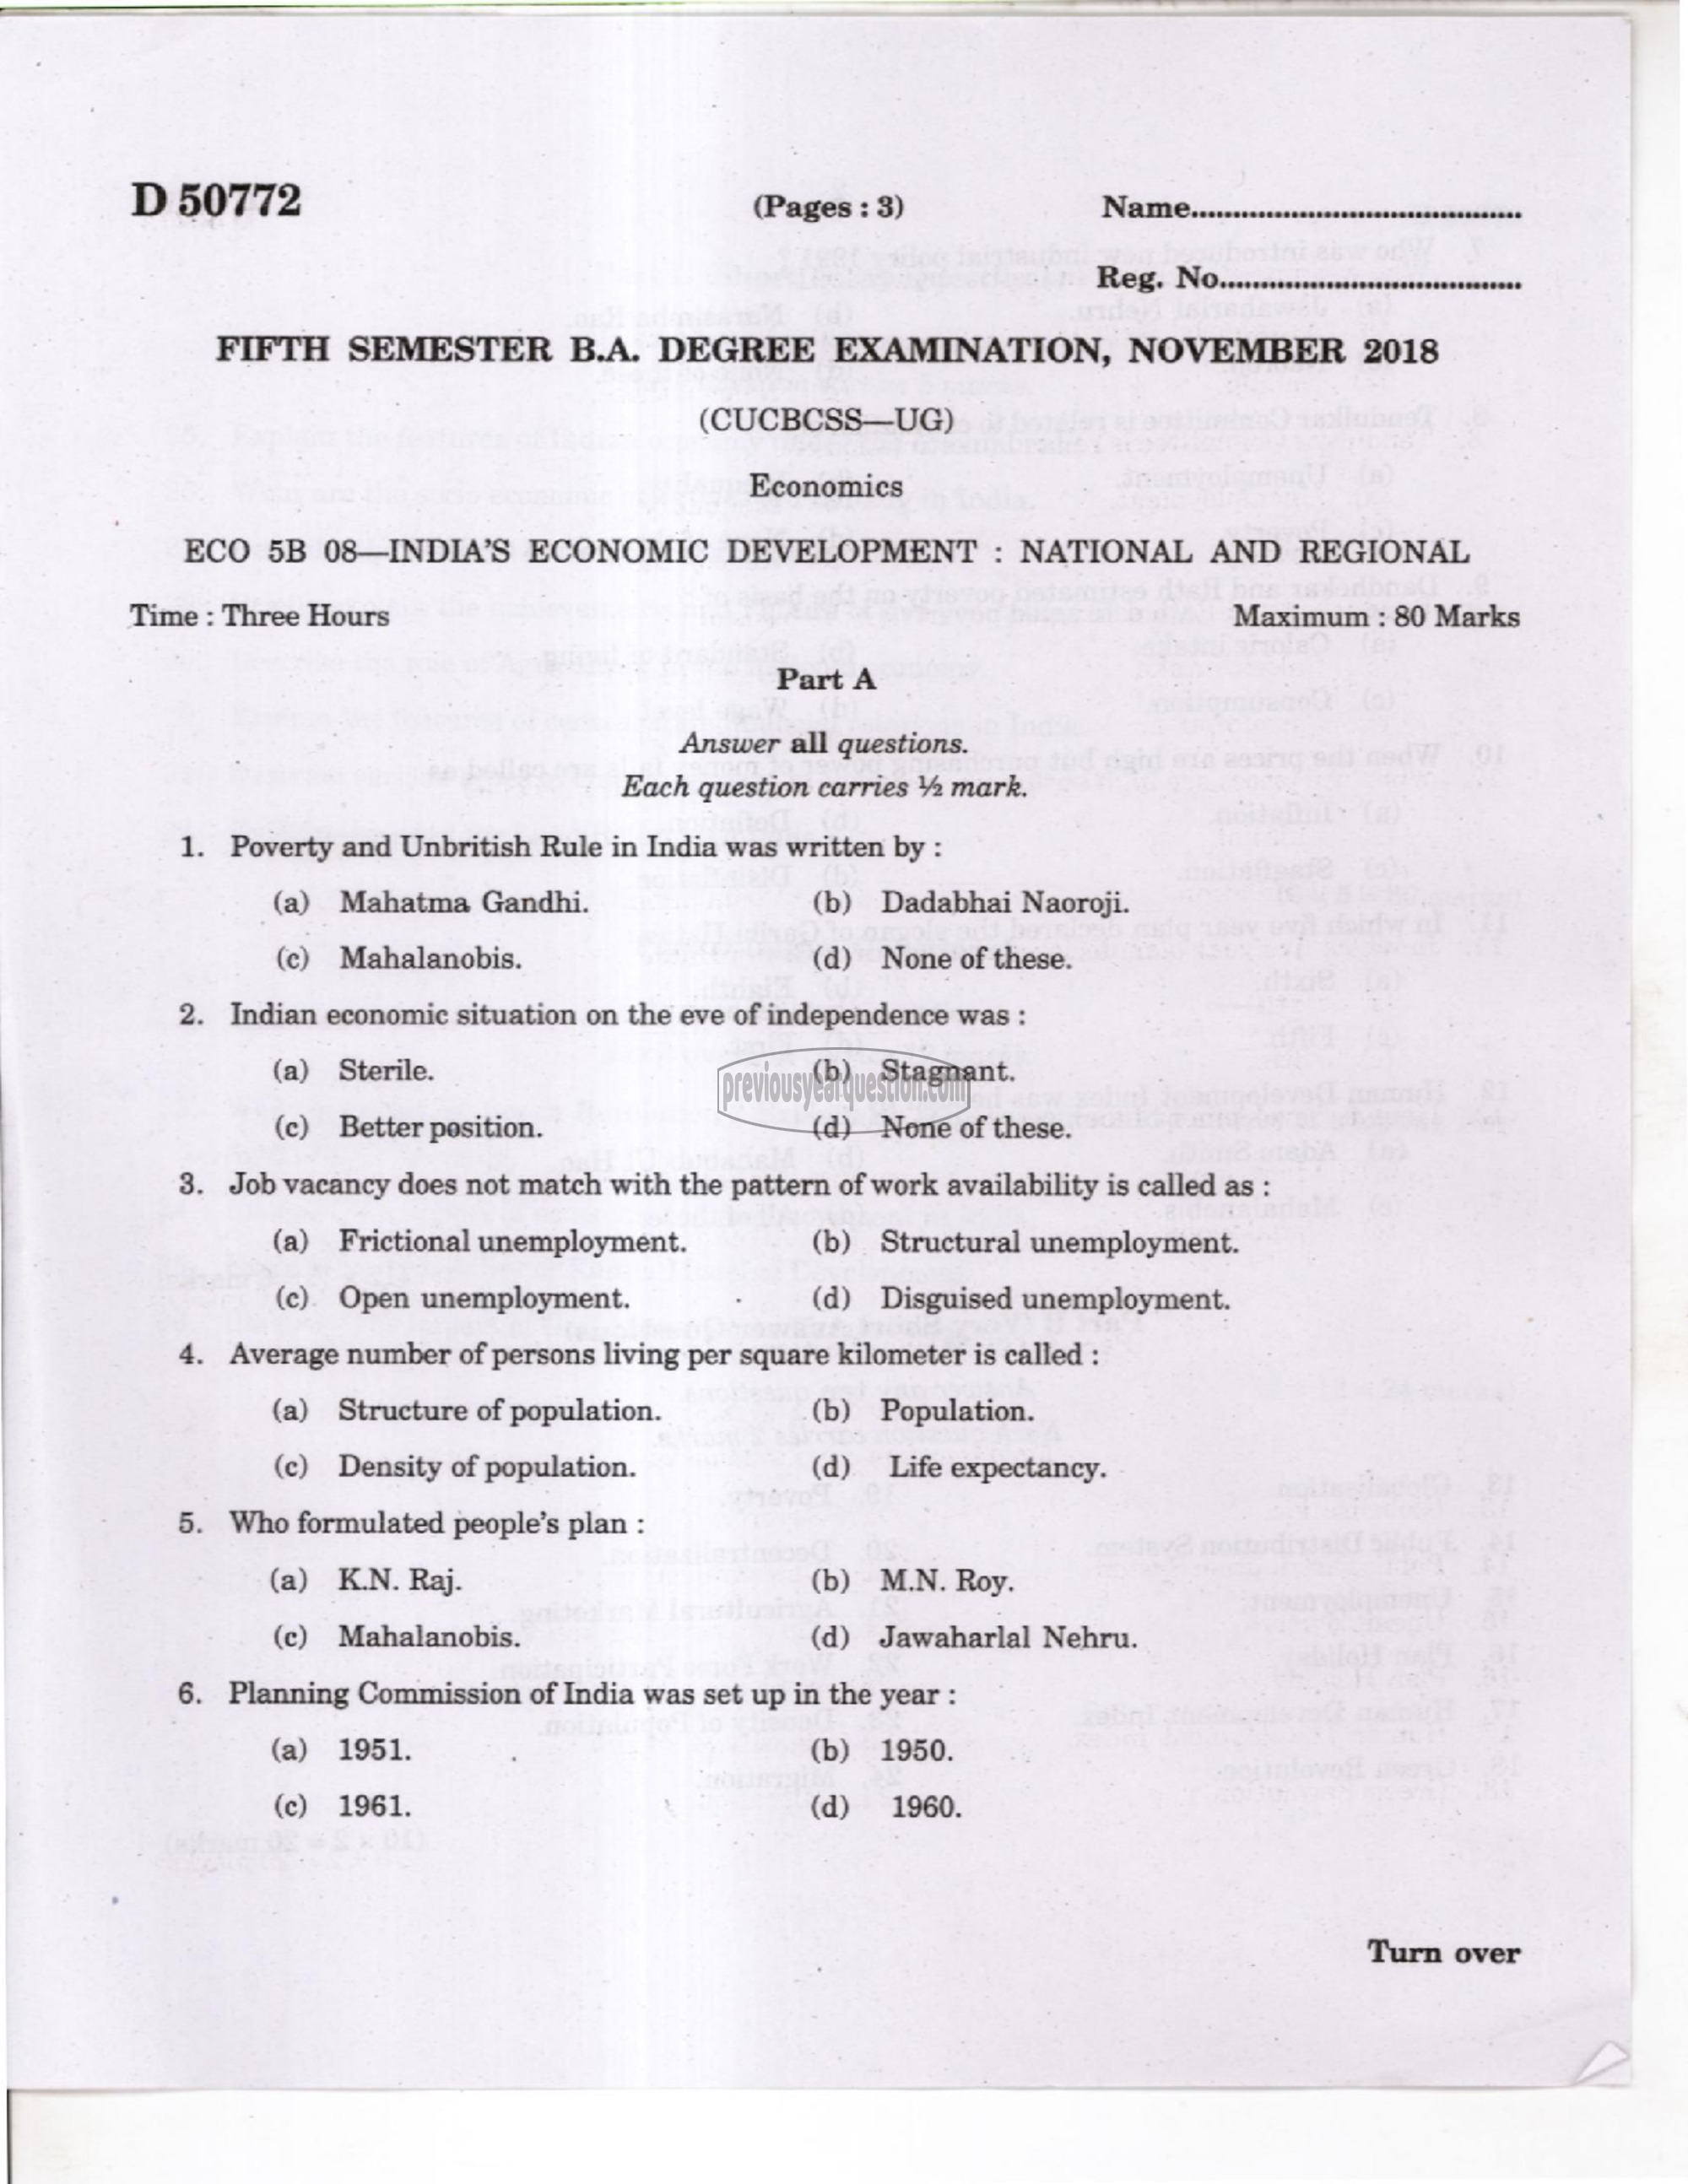 D 50772 (Pages : 3) Name.......................................
Reg. No.....................................
FIFTH SEMESTER B.A. DEGREE EXAMINATION, NOVEMBER 2018
(CUCBCSS—UG)
Economics
ECO 5B 08—INDIA'S ECONOMIC DEVELOPMENT : NATIONAL AND REGIONAL
Time : Three Hours Maximum : 80 Marks
Part A
Answer all questions.
Each question carries ½ mark.
1. Poverty and Unbritish Rule in India was written by :
(a) Mahatma Gandhi. (b) Dadabhai Naoroji.
(c) Mahalanobis. (d) None of these.
2. Indian economic situation on the eve of independence was :
(a) Sterile. (b) Stagnant.
previousyearquestion.com
(c) Better position. (d) None of these.
3. Job vacancy does not match with the pattern of work availability is called as :
(a) Frictional unemployment. (b) Structural unemployment.
(c) Open unemployment. (d) Disguised unemployment.
4. Average number of persons living per square kilometer is called :
(a) Structure of population. (b) Population.
(c) Density of population. (d) Life expectancy.
5. Who formulated people's plan :
(a) K.N. Raj. (b) M.N. Roy.
(c) Mahalanobis. (d) Jawaharlal Nehru.
6. Planning Commission of India was set up in the year :
(a) 1951. (b) 1950.
(c) 1961. (d) 1960.
Turn over